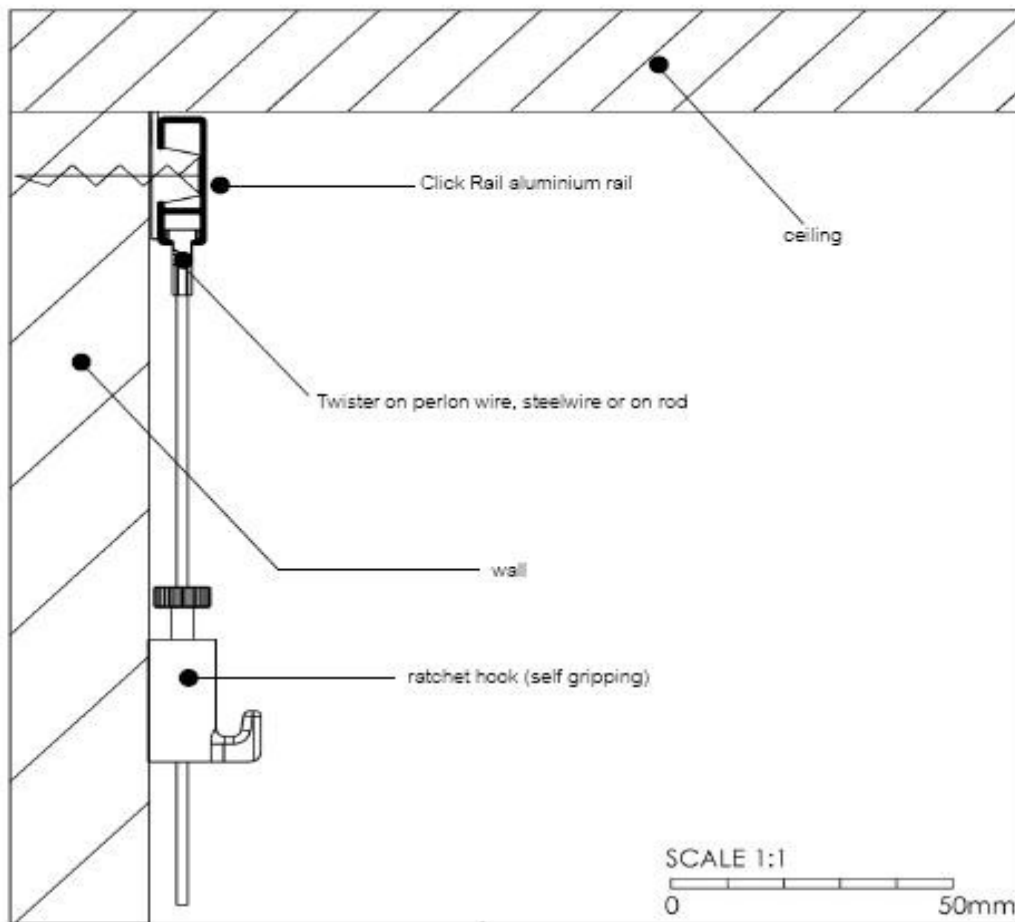 Click Rail aluminium rail
ceiling
Twister on perlon wire, steelwire or on rod
wall
ratchet hook (self gripping)
SCALE 1:1
0 50mm